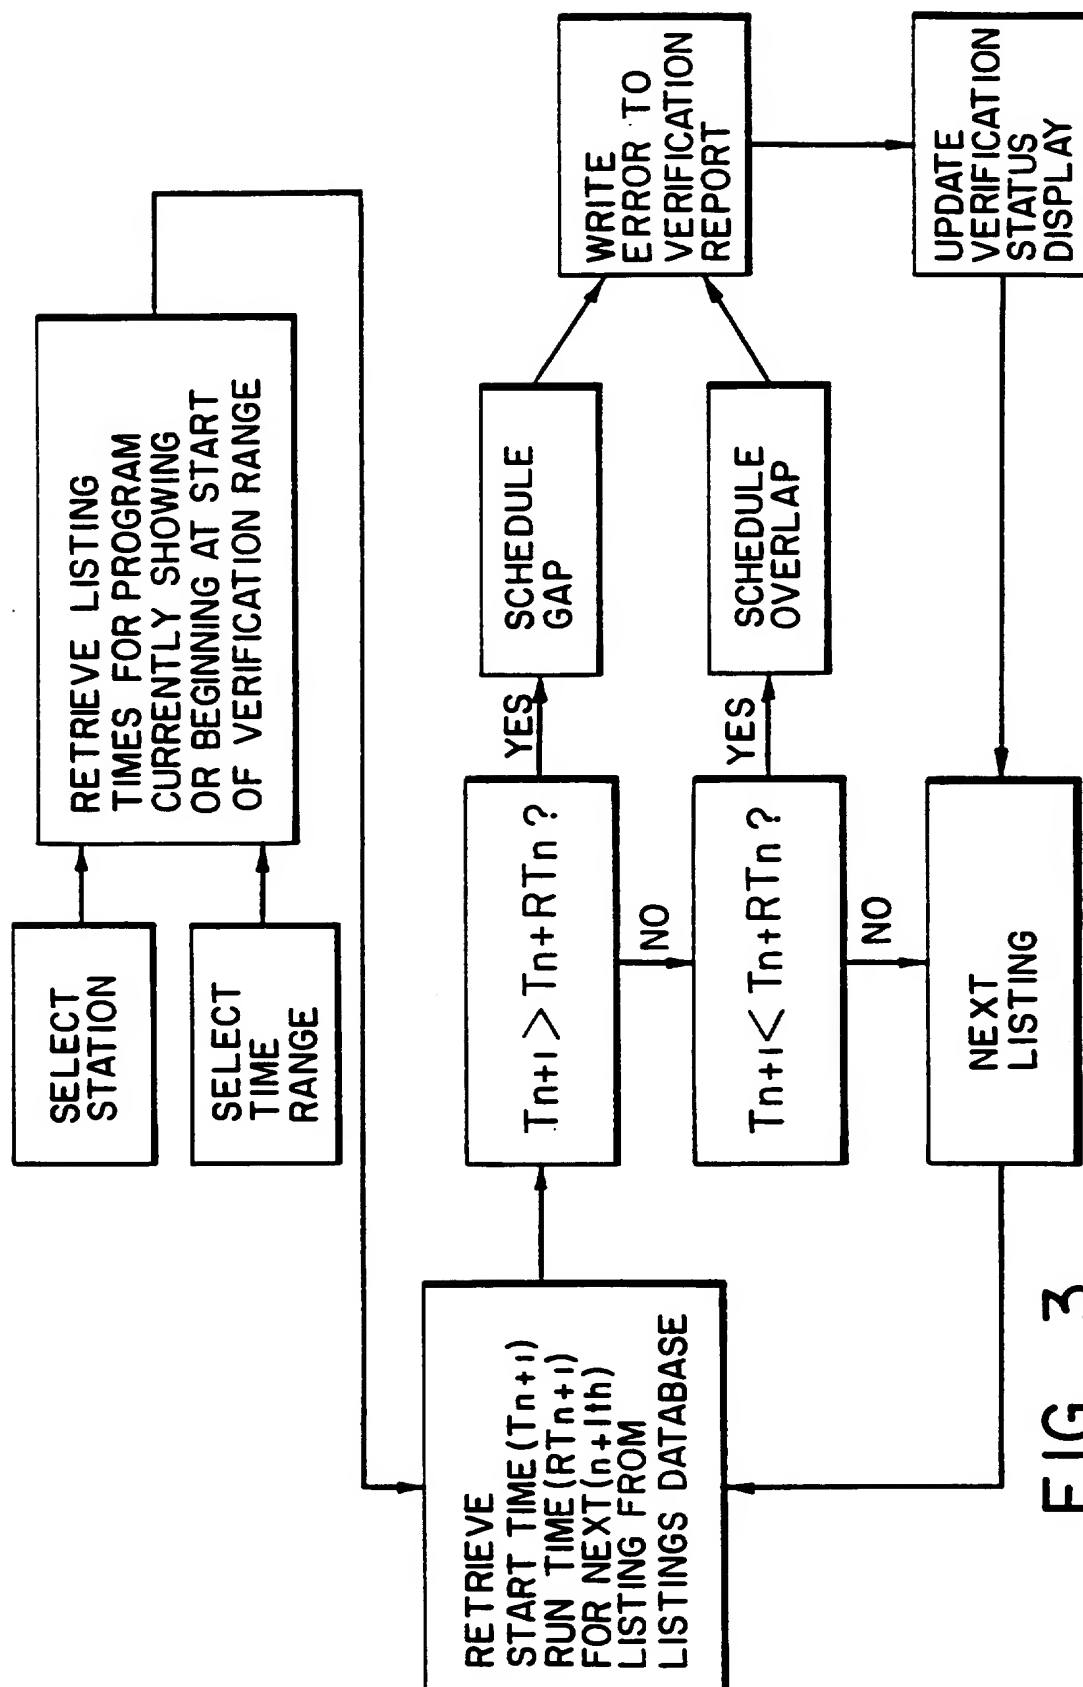 SELECT
STATION
SELECT
TIME
RANGE
RETRIEVE LISTING
TIMES FOR PROGRAM
CURRENTLY SHOWING
OR BEGINNING AT START
OF VERIFICATION RANGE
RETRIEVE
START TIME(Tn+1)
RUN TIME(RTn+1)
FOR NEXT(n+1th)
LISTING FROM
LISTINGS DATABASE
Tn+1 > Tn+RTn ?
YES
SCHEDULE
GAP
NO
Tn+1 < Tn+RTn ?
YES
SCHEDULE
OVERLAP
NO
WRITE
ERROR TO
VERIFICATION
REPORT
NEXT
LISTING
UPDATE
VERIFICATION
STATUS
DISPLAY
FIG. 3